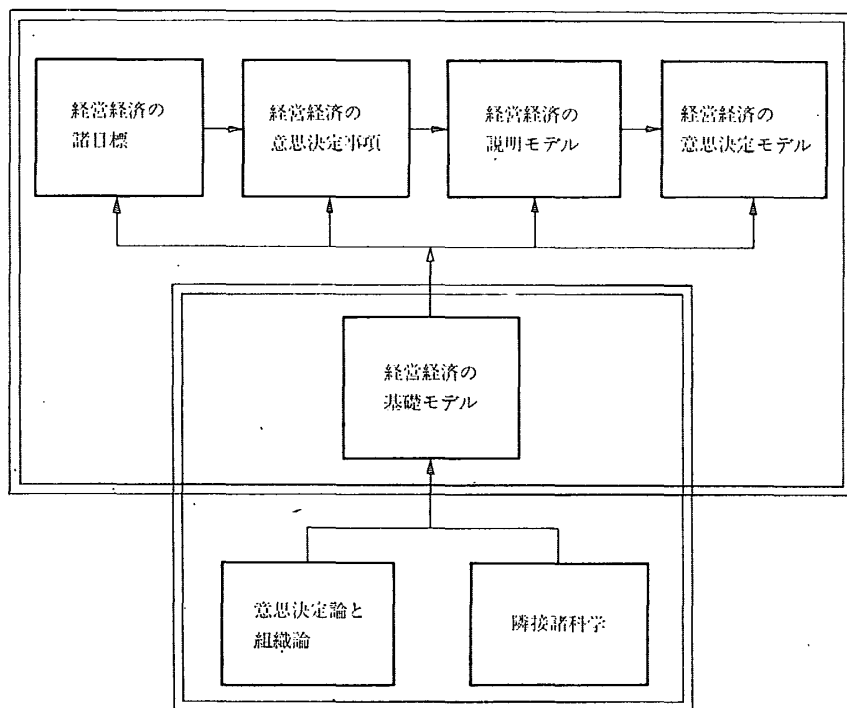 経営経済の
諸目標
経営経済の
意思決定事項
経営経済の
説明モデル
経営経済の
意思決定モデル
経営経済の
基礎モデル
意思決定論と
組織論
隣接諸科学